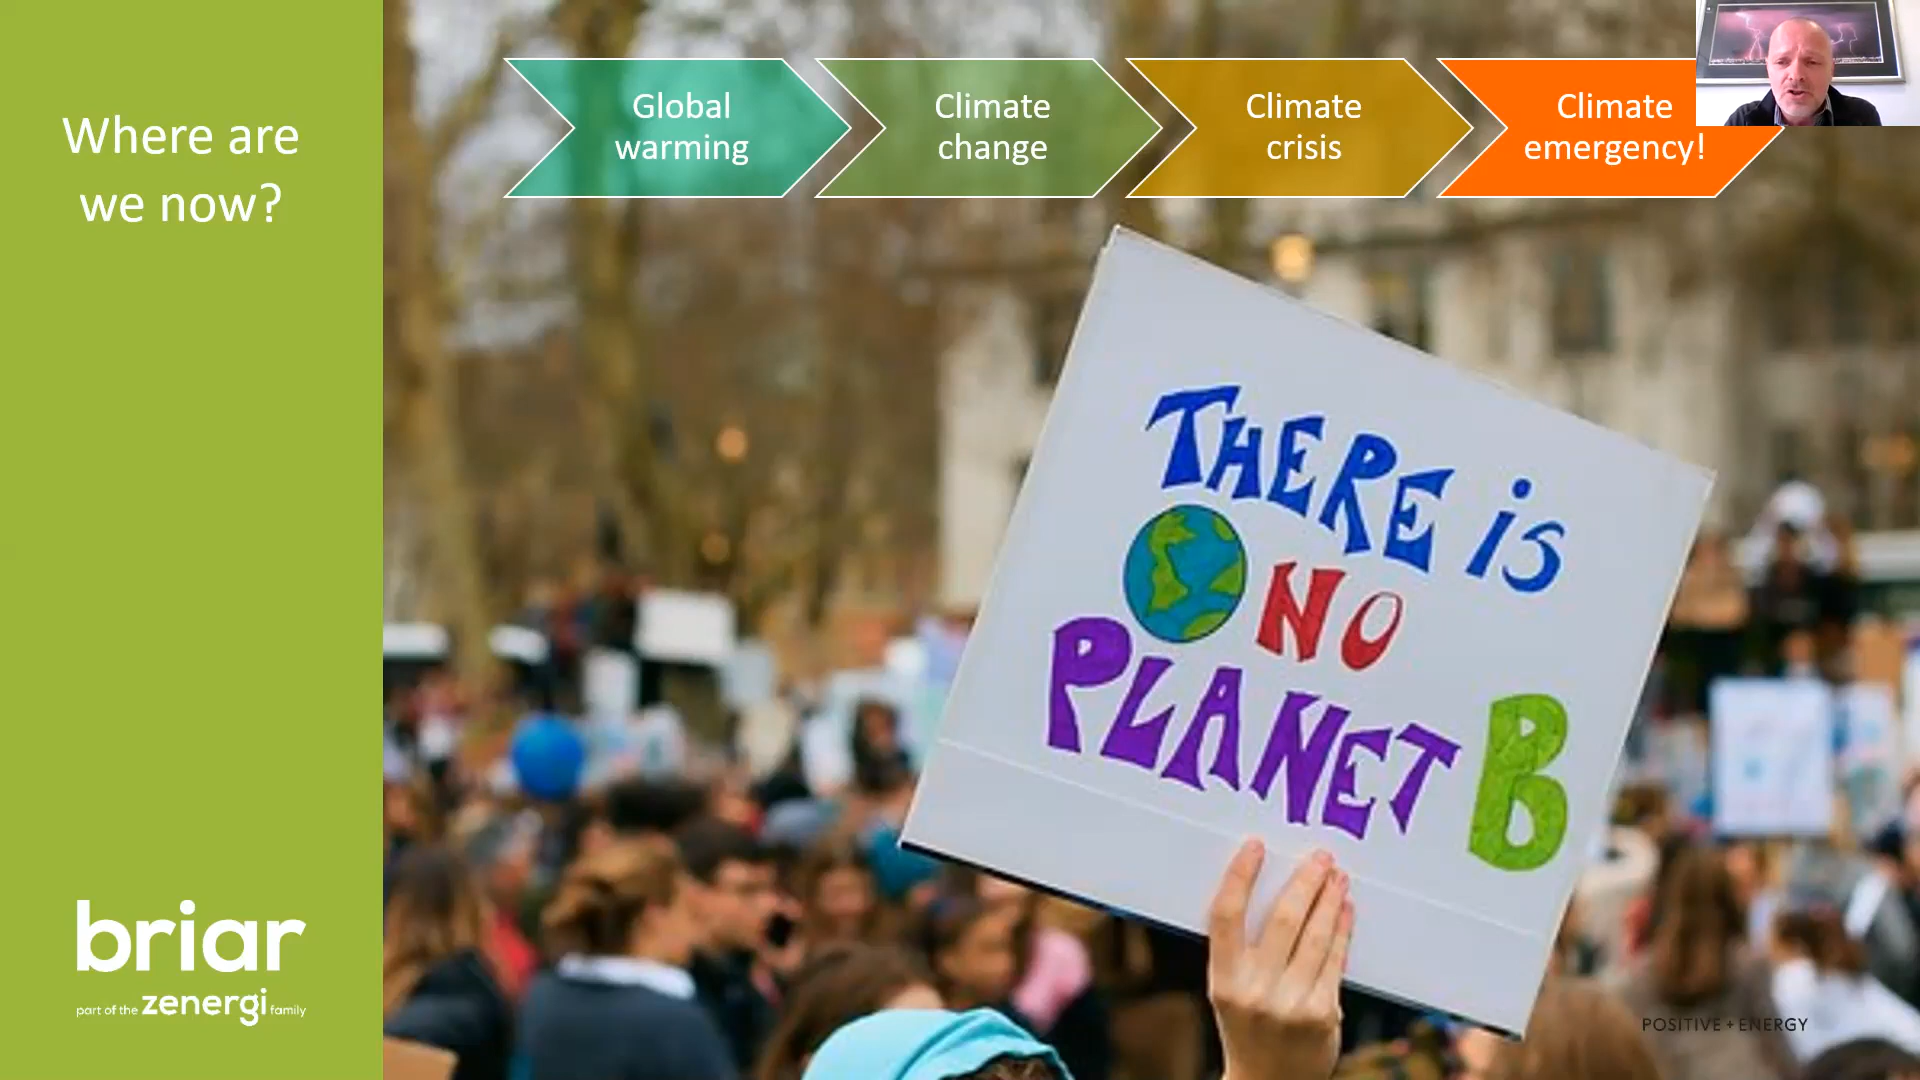 Where are
we now?
Global
warming
Climate
change
Climate
crisis
Climate
emergency!
THERE iS
NO
PLANET B
briar
part of the zenergi family
POSITIVE + ENERGY